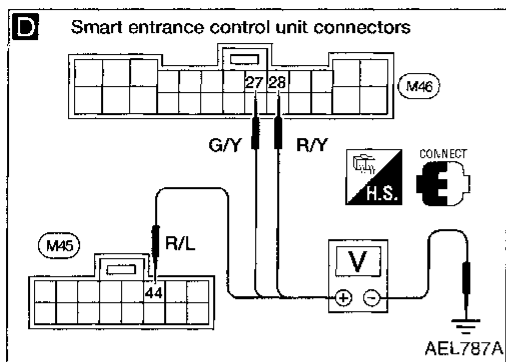 D Smart entrance control unit connectors
27 28
M46
G/Y R/Y
CONNECT
H.S.
M45
R/L
44
V
+ -
AEL787A